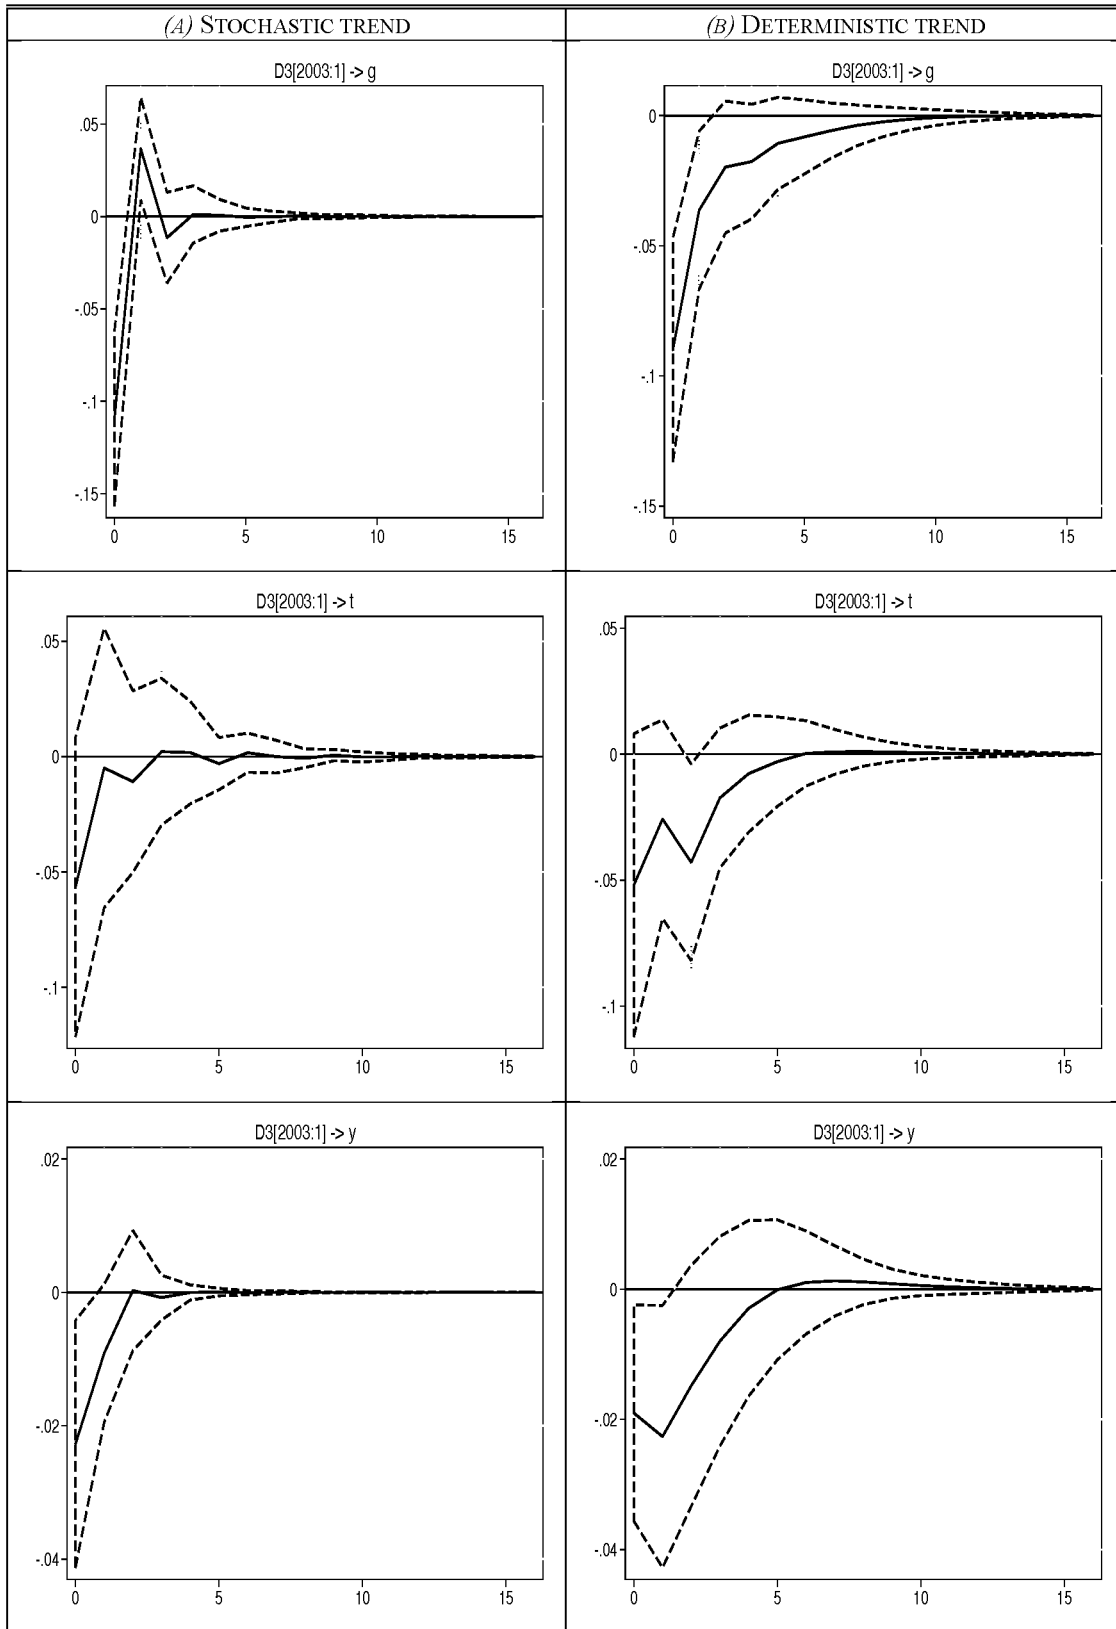 (A) STOCHASTIC TREND
(B) DETERMINISTIC TREND
D3[2003:1] -> g
.05
0
-.05
-.1
-.15
0 5 10 15
D3[2003:1] -> g
0
-.05
-.1
-.15
0 5 10 15
D3[2003:1] -> t
.05
0
-.05
-.1
0 5 10 15
D3[2003:1] -> t
.05
0
-.05
-.1
0 5 10 15
D3[2003:1] -> y
.02
0
-.02
-.04
0 5 10 15
D3[2003:1] -> y
.02
0
-.02
-.04
0 5 10 15